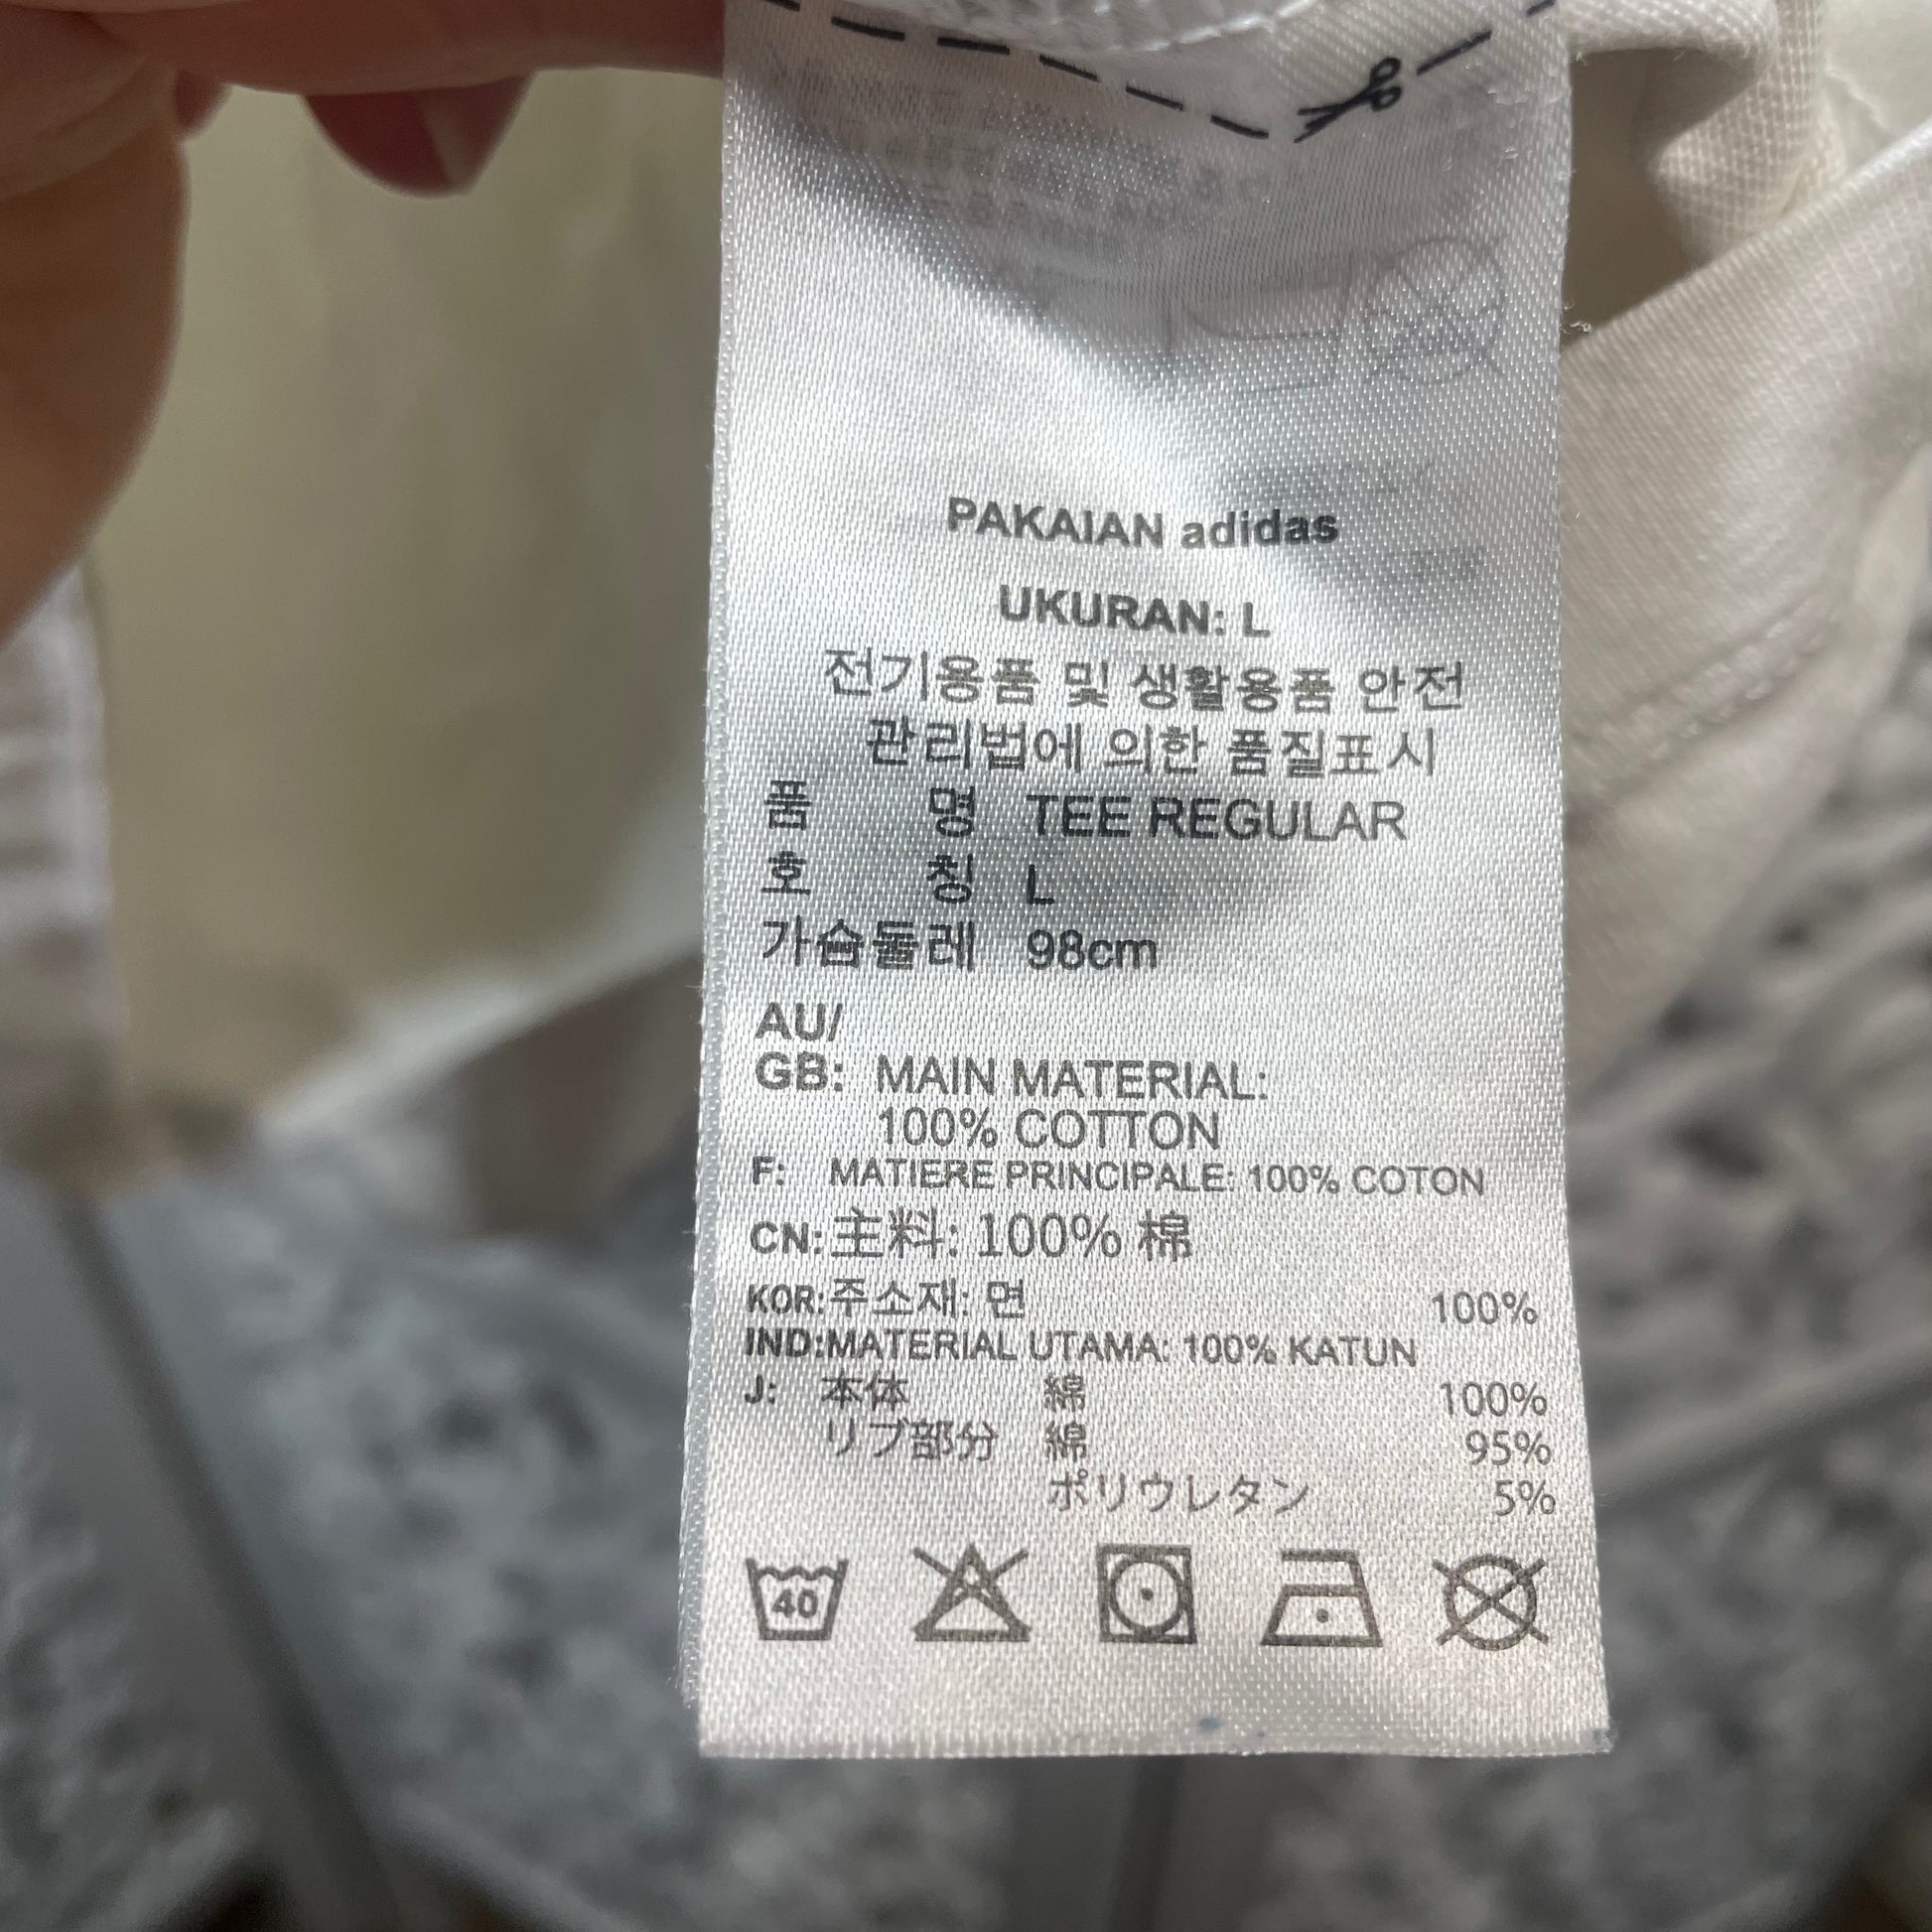 PAKAIAN adidas
UKURAN: L
전기용품 및 생활용품 안전
관리법에 의한 품질표시
품 명 TEE REGULAR
호 칭 L
가슴둘레 98cm
AU/
GB: MAIN MATERIAL:
100% COTTON
F: MATIERE PRINCIPALE: 100% COTON
CN: 主料: 100% 棉
KOR: 주소재: 면 100%
IND: MATERIAL UTAMA: 100% KATUN
J: 本体 綿 100%
リブ部分 綿 95%
ポリウレタン 5%
40